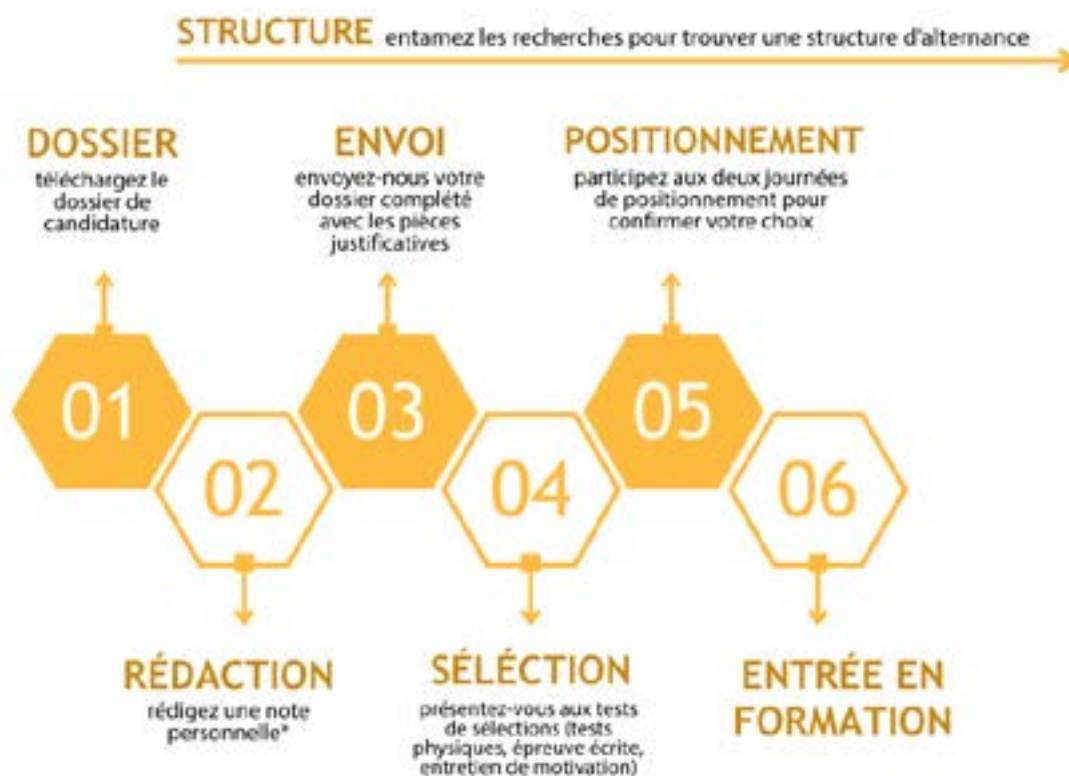 STRUCTURE entamez les recherches pour trouver une structure d'alternance
DOSSIER
téléchargez le
dossier de
candidature
ENVOI
envoyez-nous votre
dossier complété
avec les pièces
justificatives
POSITIONNEMENT
participez aux deux journées
de positionnement pour
confirmer votre choix
01
02
03
04
05
06
RÉDACTION
rédigez une note
personnelle*
SÉLÉCTION
présentez-vous aux tests
de sélections (tests
physiques, épreuve écrite,
entretien de motivation)
ENTRÉE EN
FORMATION